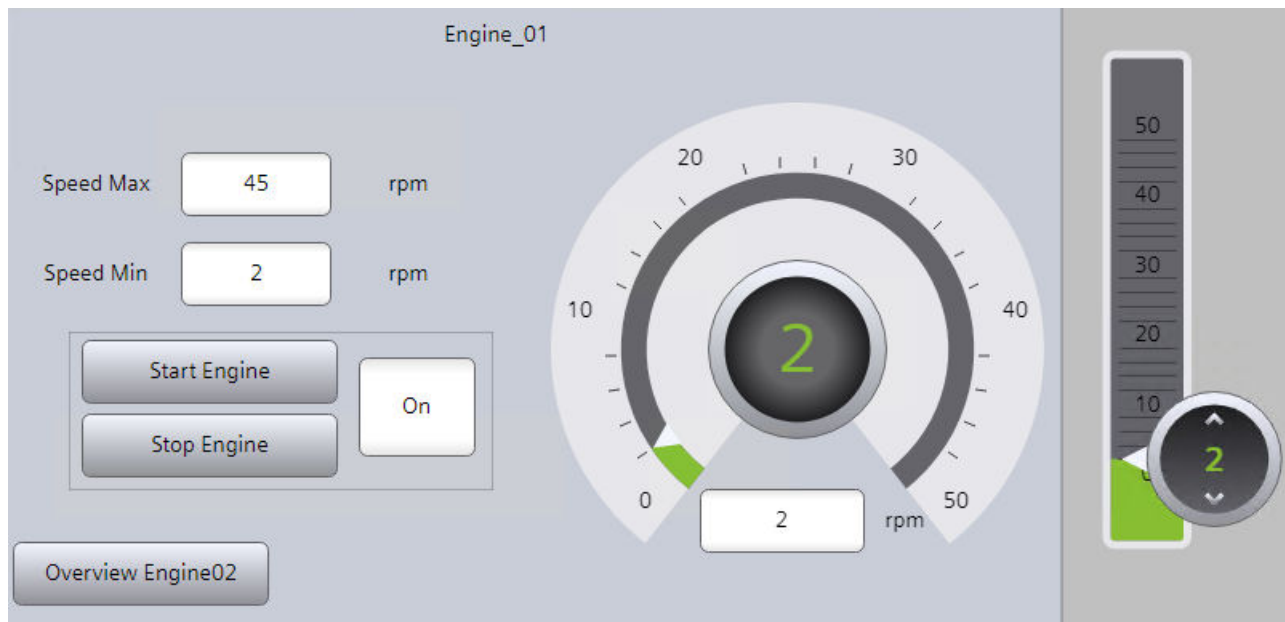 Engine_01
Speed Max 45 rpm
Speed Min 2 rpm
Start Engine
Stop Engine
On
Overview Engine02
0
10
20
30
40
50
2
2 rpm
50
40
30
20
10
2